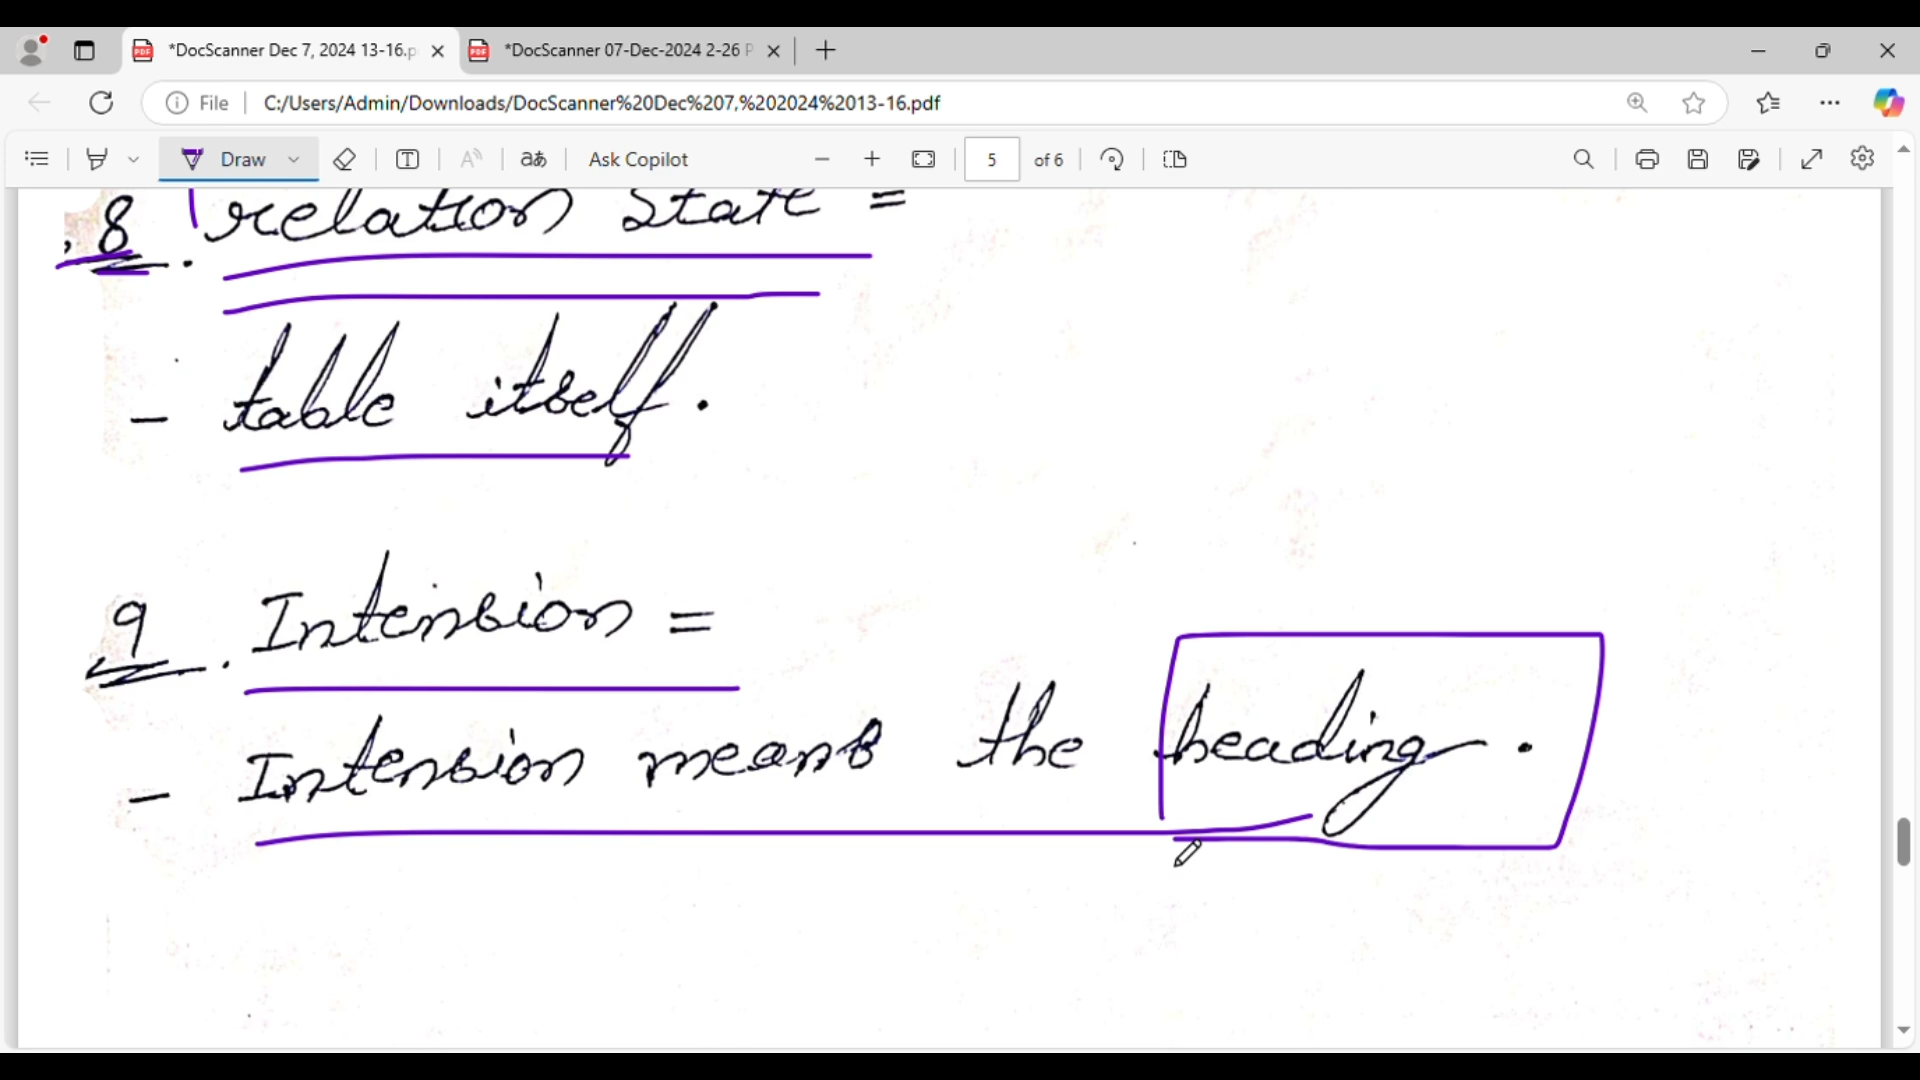 *DocScanner Dec 7, 2024 13-16.p
*DocScanner 07-Dec-2024 2-26 P
File
C:/Users/Admin/Downloads/DocScanner%20Dec%207,%202024%2013-16.pdf
Draw
Ask Copilot
5 of 6
.8. relation State =
- table itself.
9. Intension =
- Intension means the heading.